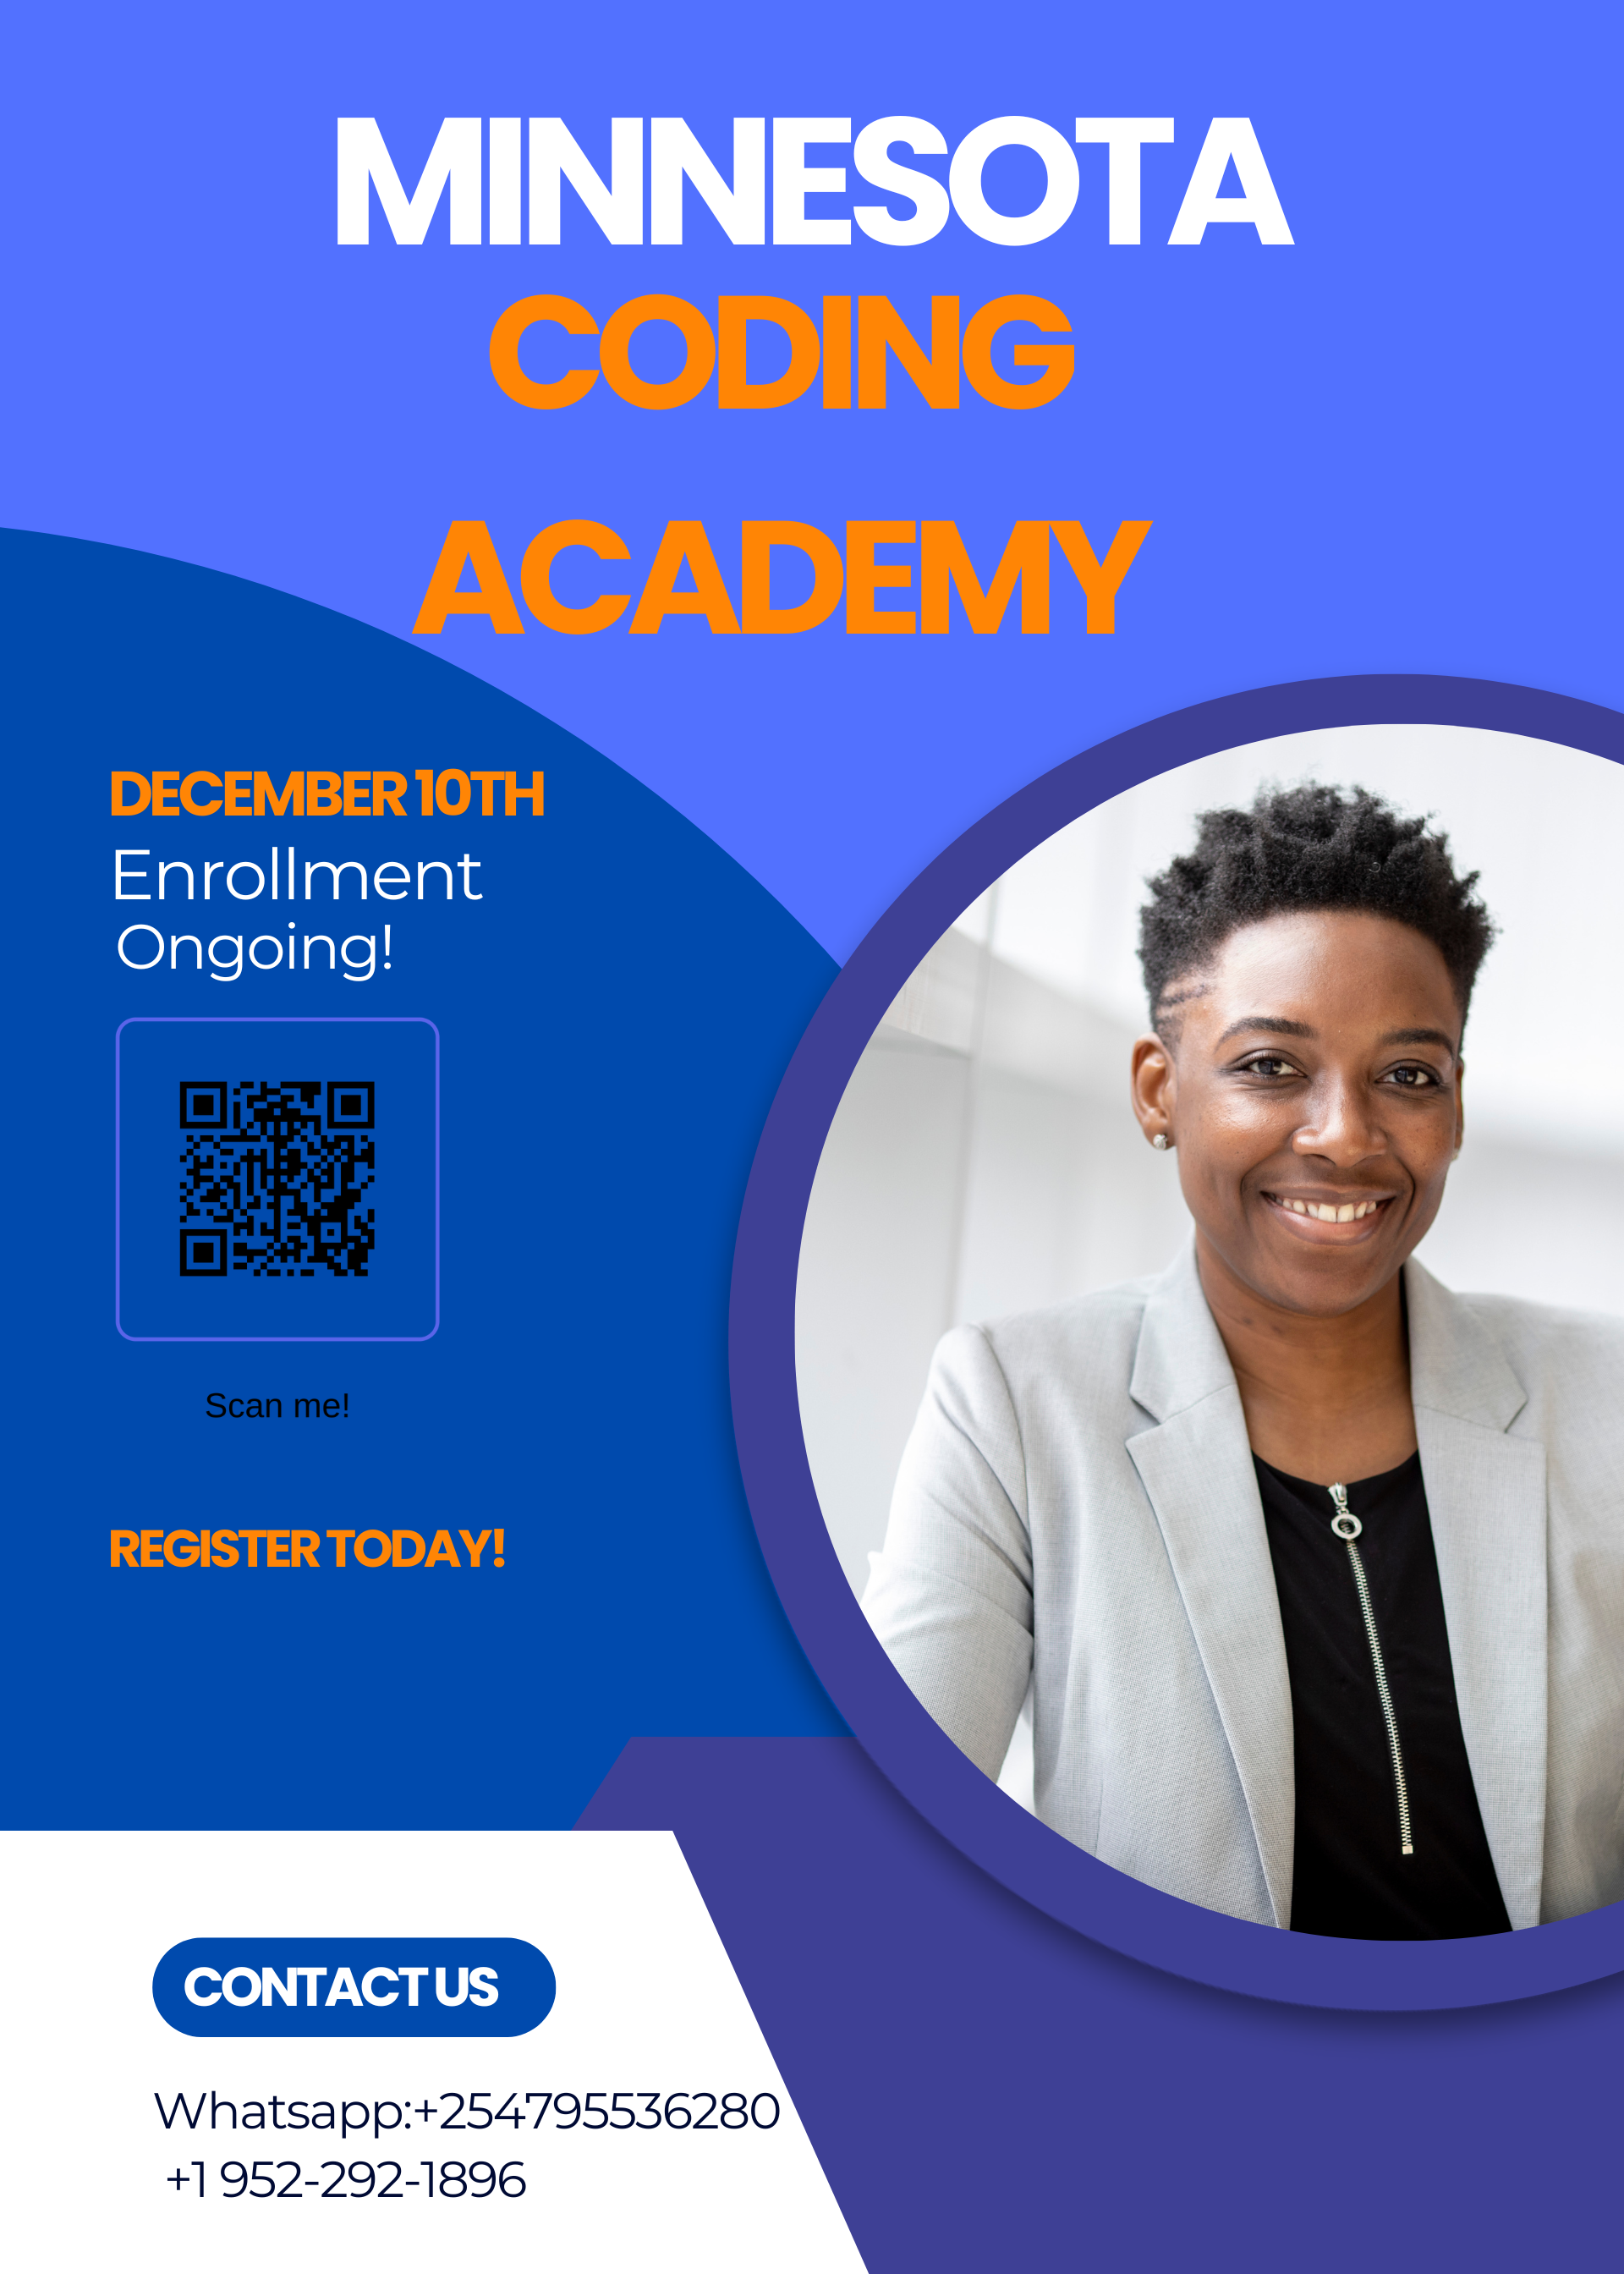 MINNESOTA
CODING
ACADEMY
DECEMBER 10TH
Enrollment
Ongoing!
Scan me!
REGISTER TODAY!
CONTACT US
Whatsapp:+254795536280
+1 952-292-1896